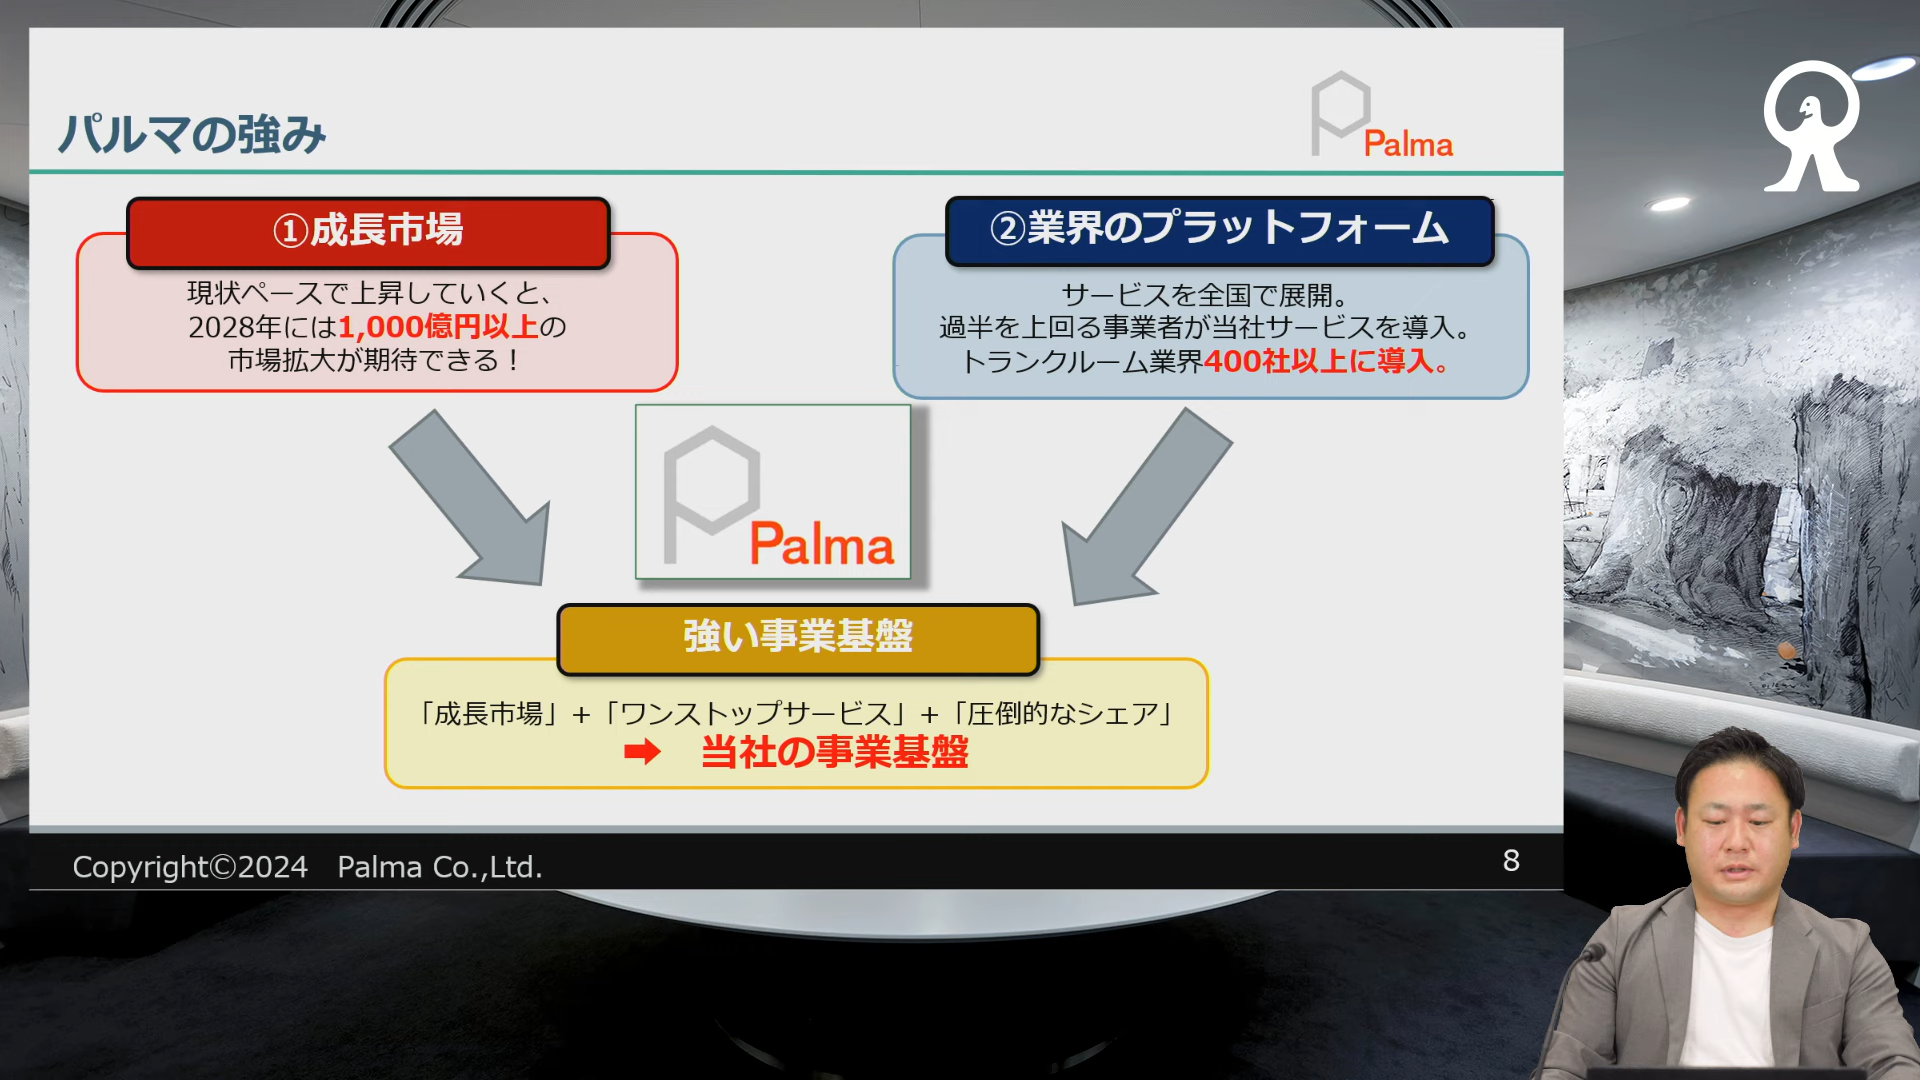 パルマの強み
Palma
①成長市場
現状ペースで上昇していくと、
2028年には1,000億円以上の
市場拡大が期待できる！
②業界のプラットフォーム
サービスを全国で展開。
過半を上回る事業者が当社サービスを導入。
トランクルーム業界400社以上に導入。
Palma
強い事業基盤
「成長市場」+「ワンストップサービス」+「圧倒的なシェア」
➡ 当社の事業基盤
Copyright©2024 Palma Co.,Ltd.
8